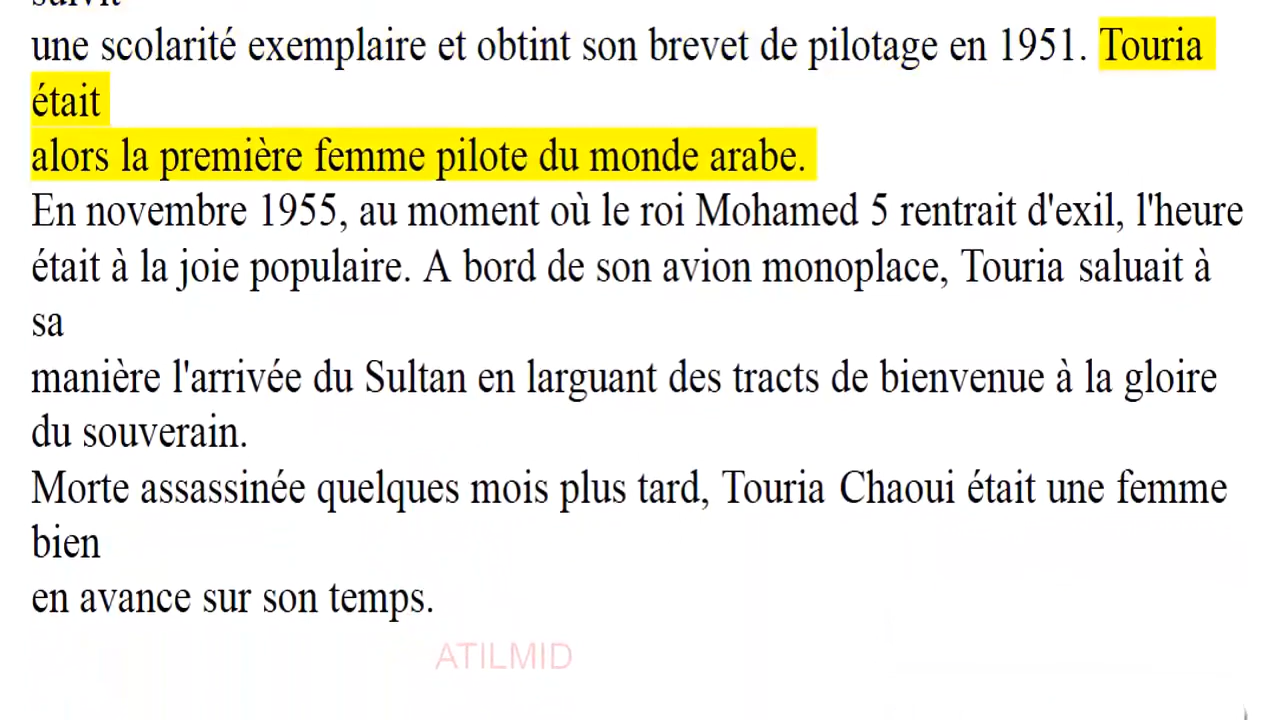 suivit
une scolarité exemplaire et obtint son brevet de pilotage en 1951. Touria
était
alors la première femme pilote du monde arabe.
En novembre 1955, au moment où le roi Mohamed 5 rentrait d'exil, l'heure
était à la joie populaire. A bord de son avion monoplace, Touria saluait à
sa
manière l'arrivée du Sultan en larguant des tracts de bienvenue à la gloire
du souverain.
Morte assassinée quelques mois plus tard, Touria Chaoui était une femme
bien
en avance sur son temps.
ATILMID